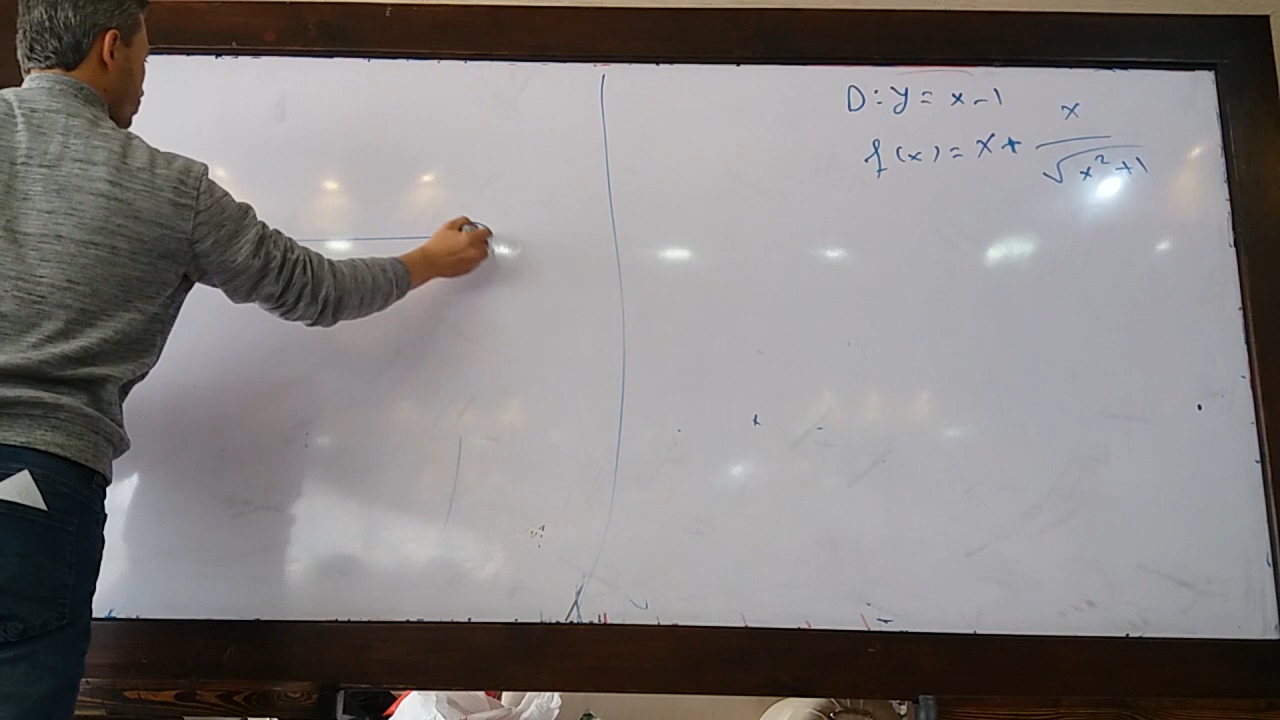 D: y = x - 1
f(x) = x + x / √(x² + 1)